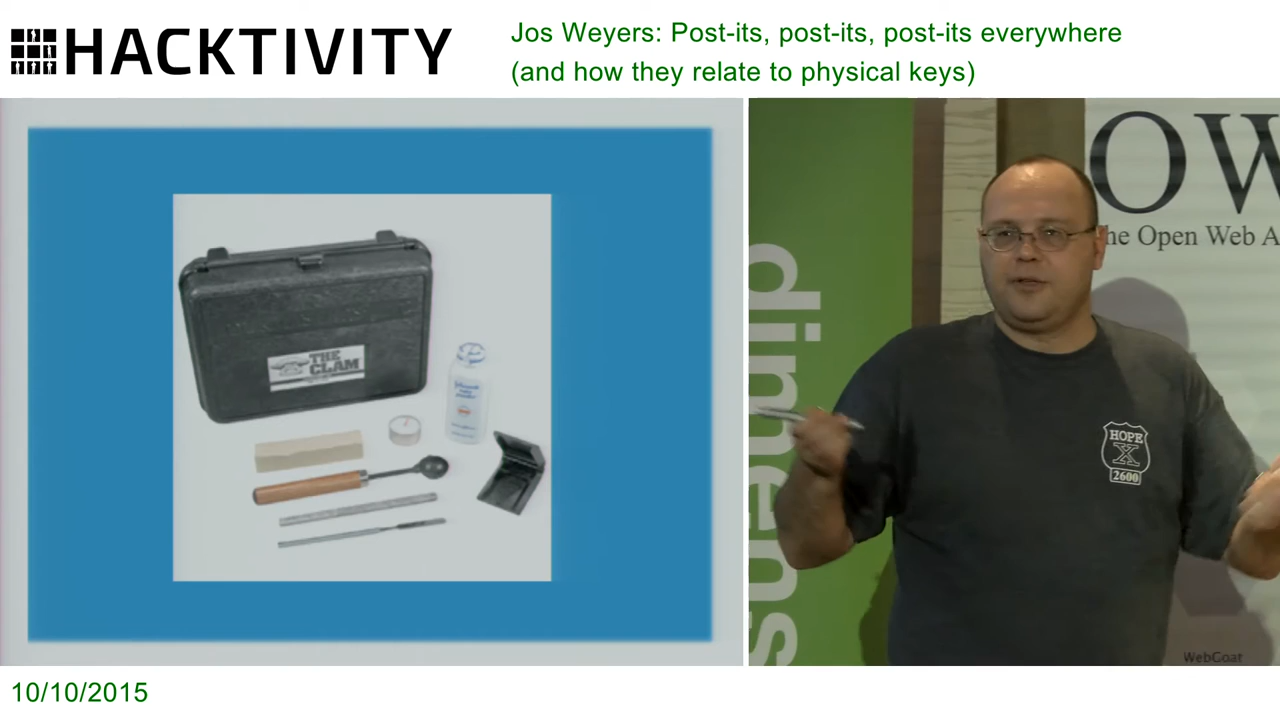 HACKTIVITY
Jos Weyers: Post-its, post-its, post-its everywhere
(and how they relate to physical keys)
THE
CLAM
OW
he Open Web A
dimens
HOPE
X
2600
WebGoat
10/10/2015